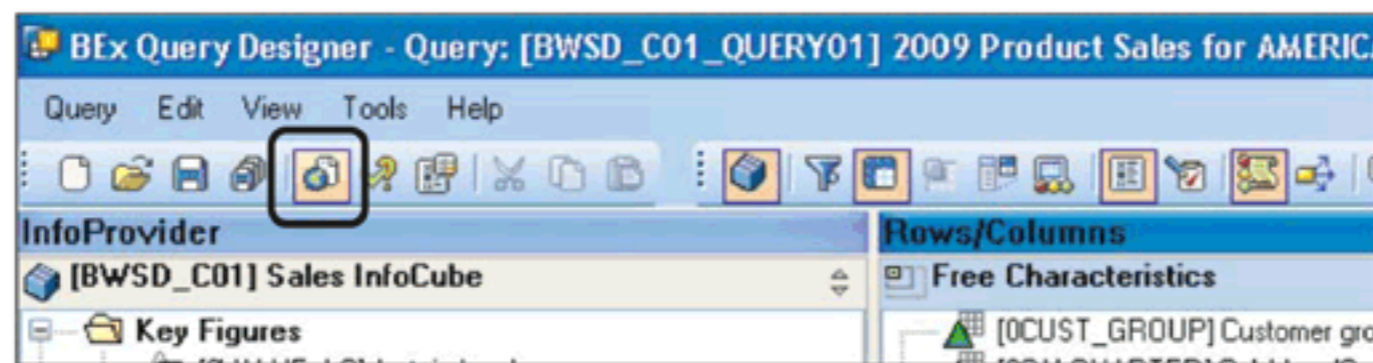 BEx Query Designer - Query: [BWSD_C01_QUERY01] 2009 Product Sales for AMERIC
Query Edit View Tools Help
InfoProvider
Rows/Columns
[BWSD_C01] Sales InfoCube
Free Characteristics
Key Figures
[0CUST_GROUP] Customer gro